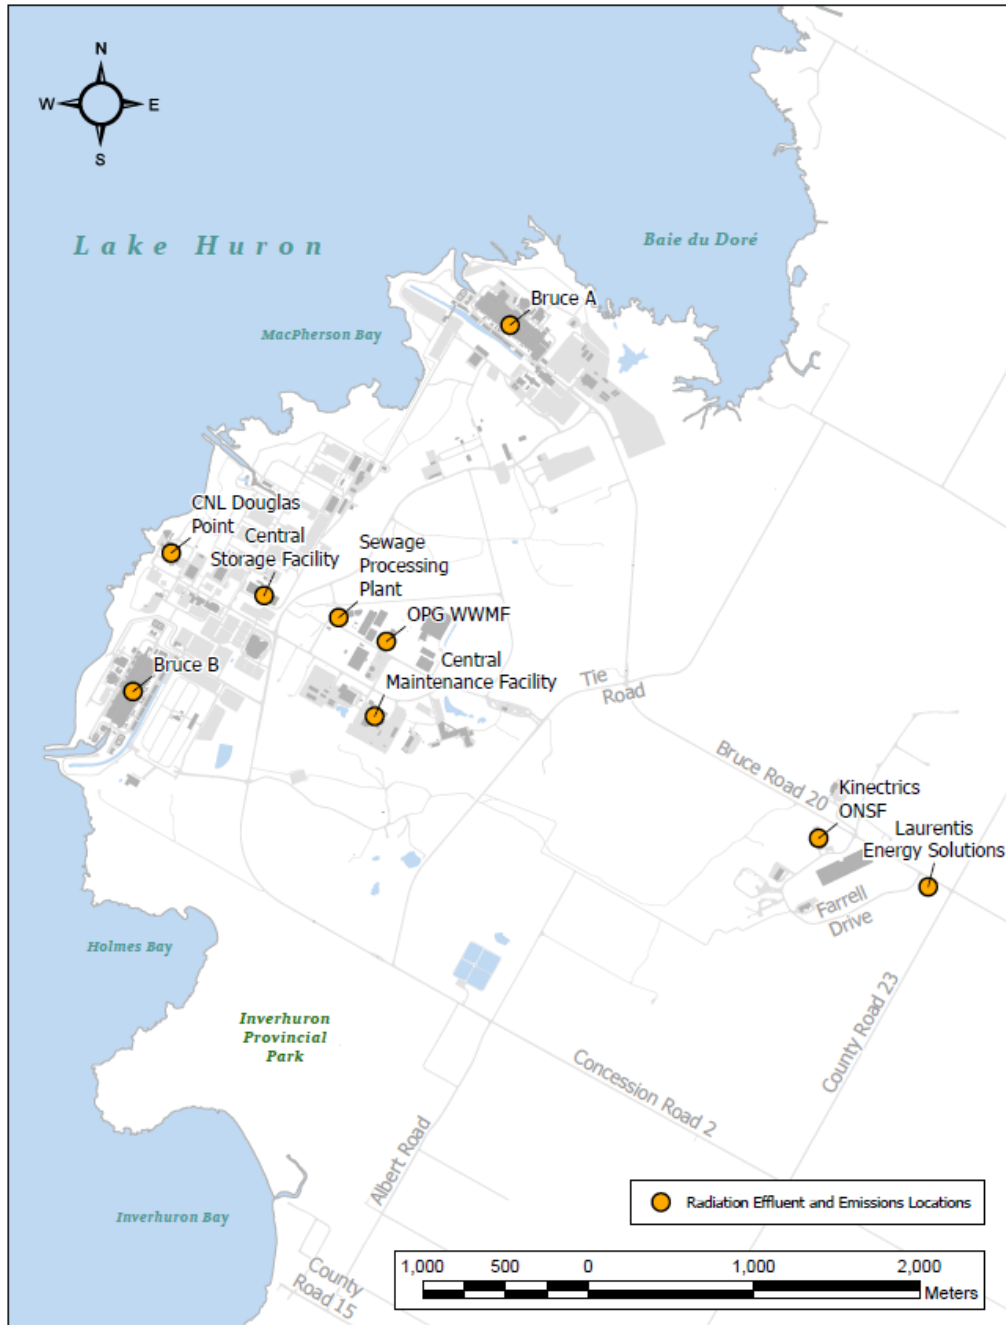 N
W E
S
Lake Huron
Baie du Doré
Bruce A
MacPherson Bay
CNL Douglas
Point
Central
Storage Facility
Sewage
Processing
Plant
OPG WWMF
Bruce B
Central
Maintenance Facility
Tie
Road
Bruce Road 20
Kinectrics
ONSF
Laurentis
Energy Solutions
Farrell
Drive
Holmes Bay
County Road 23
Inverhuron
Provincial
Park
Concession Road 2
Albert Road
Inverhuron Bay
Radiation Effluent and Emissions Locations
County
Road 15
1,000 500 0 1,000 2,000
Meters